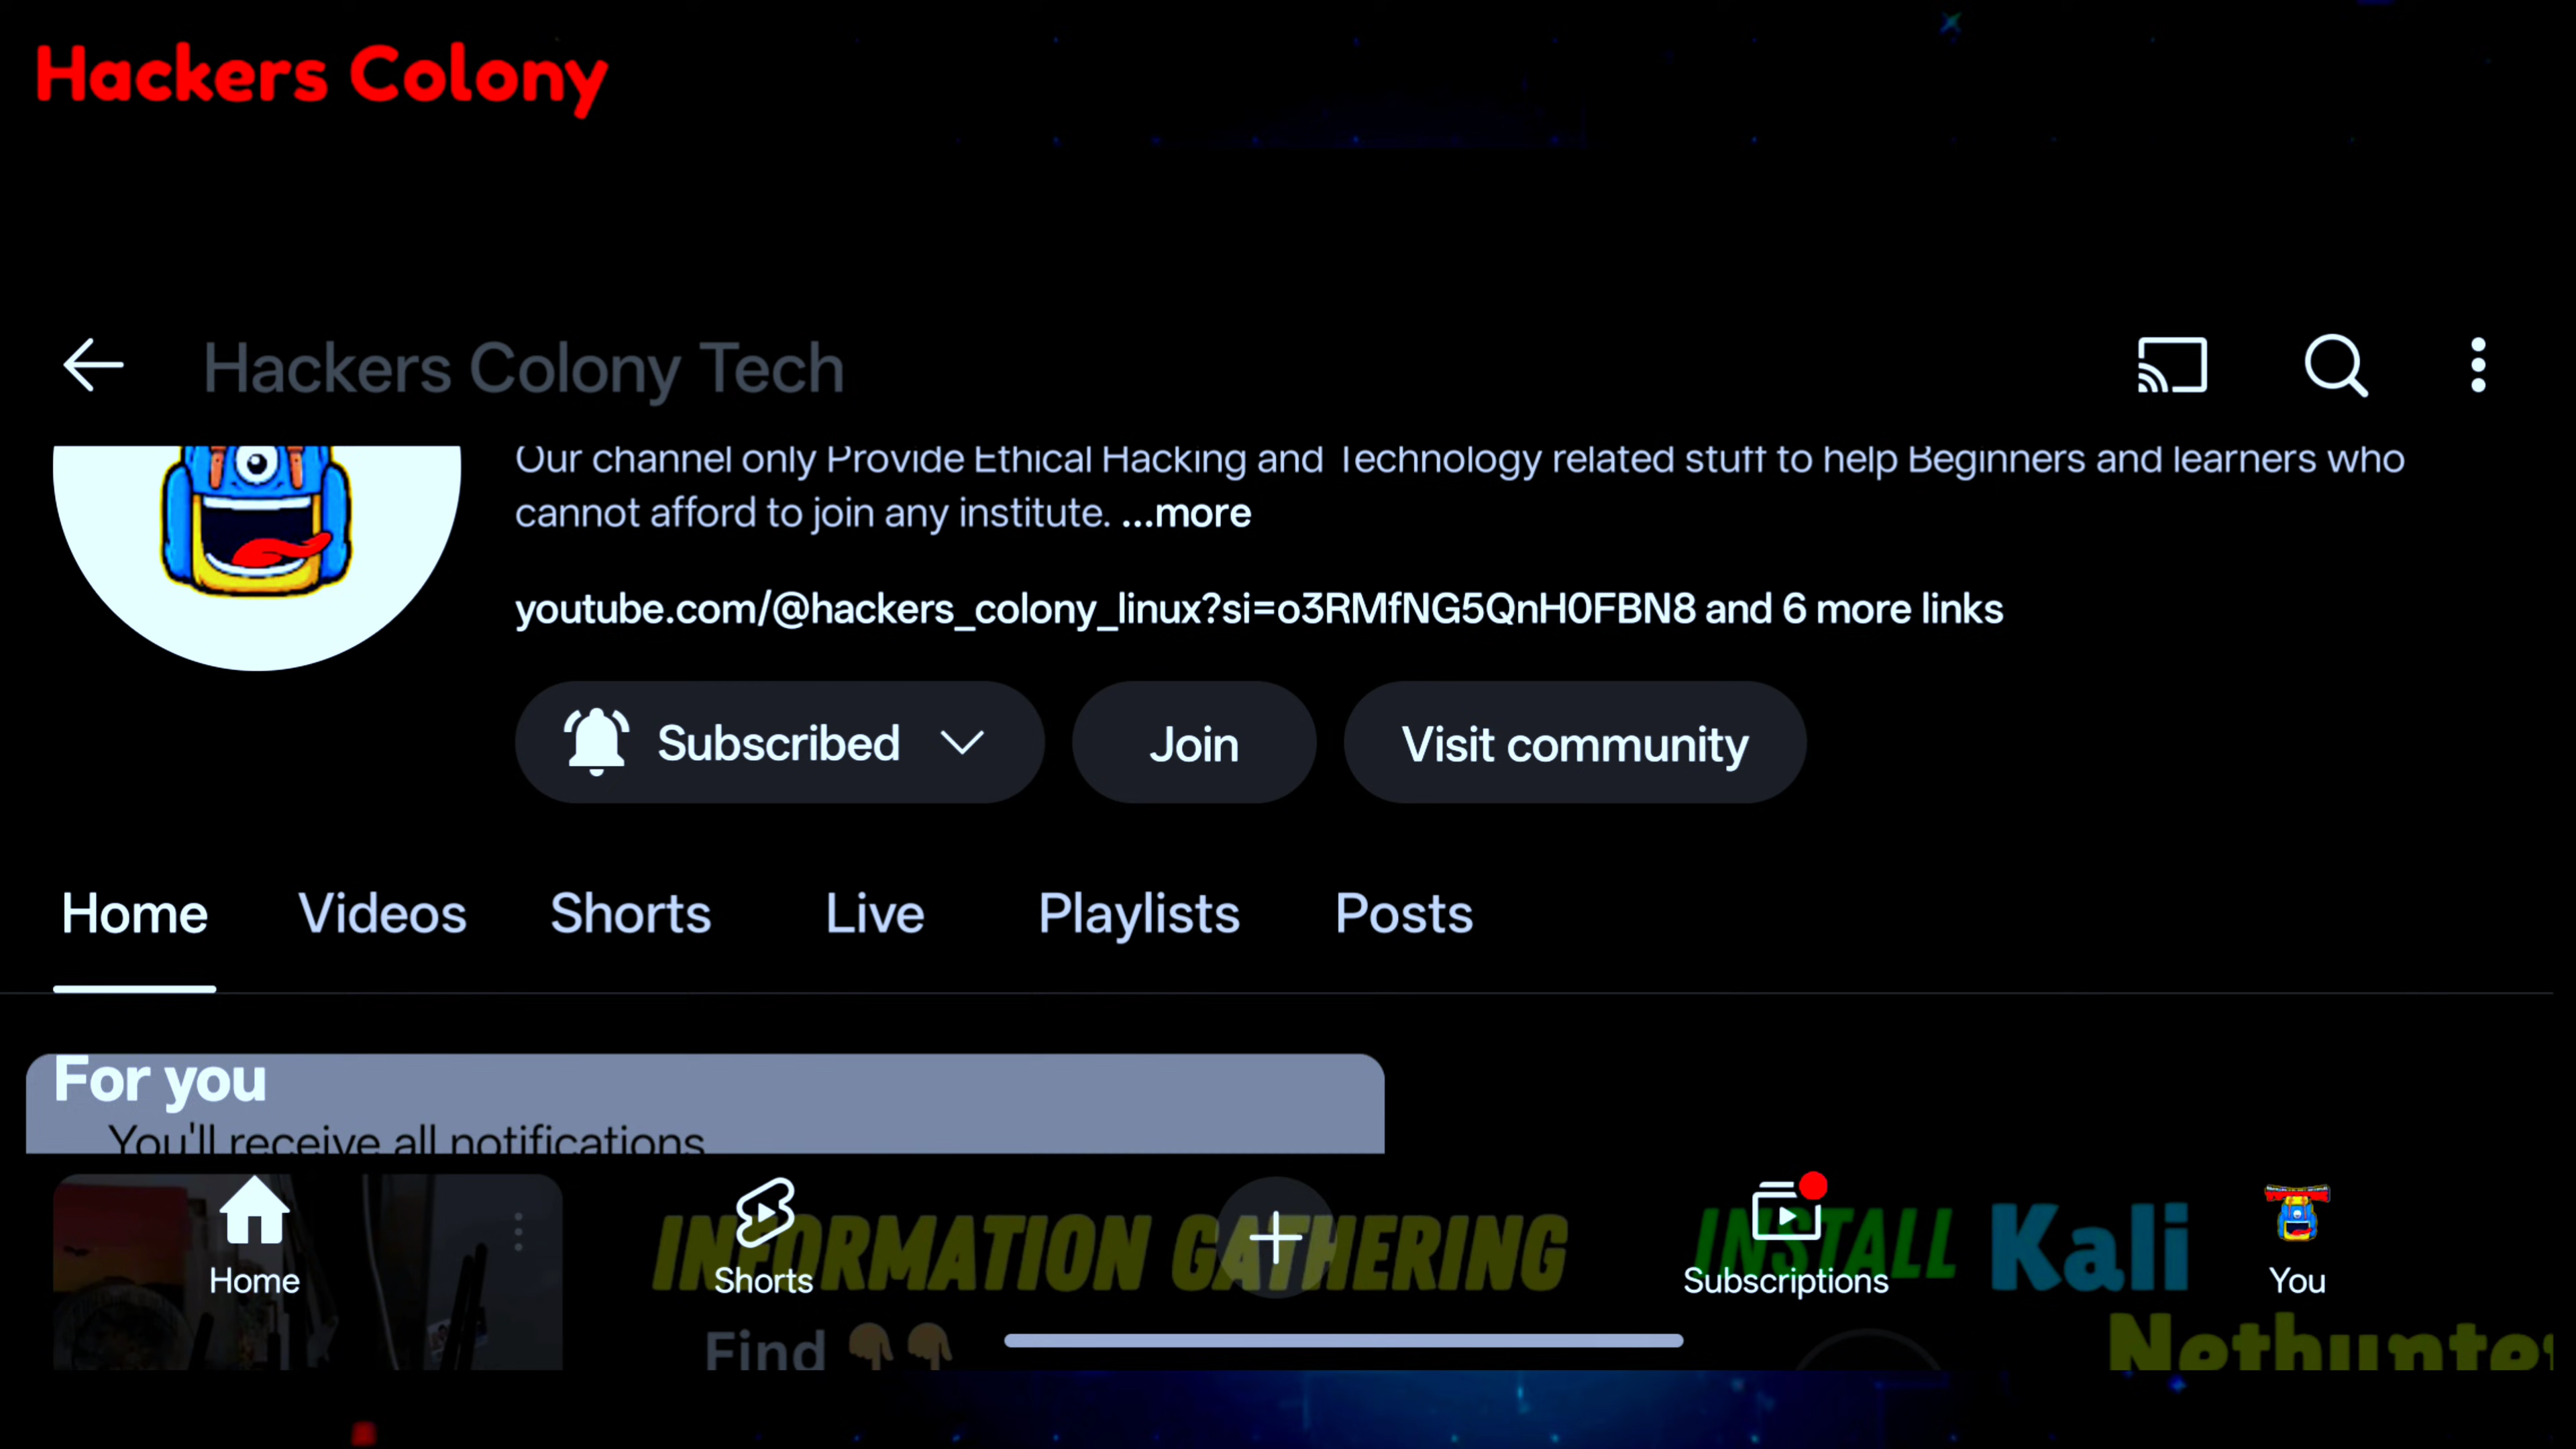 Hackers Colony
Hackers Colony Tech
Our channel only Provide Ethical Hacking and Technology related stuff to help Beginners and learners who
cannot afford to join any institute. ...more
youtube.com/@hackers_colony_linux?si=o3RMfNG5QnH0FBN8 and 6 more links
Subscribed
Join
Visit community
Home
Videos
Shorts
Live
Playlists
Posts
For you
You'll receive all notifications
INFORMATION GATHERING
Find 👇👇
INSTALL Kali
Nethunter
Home
Shorts
Subscriptions
You